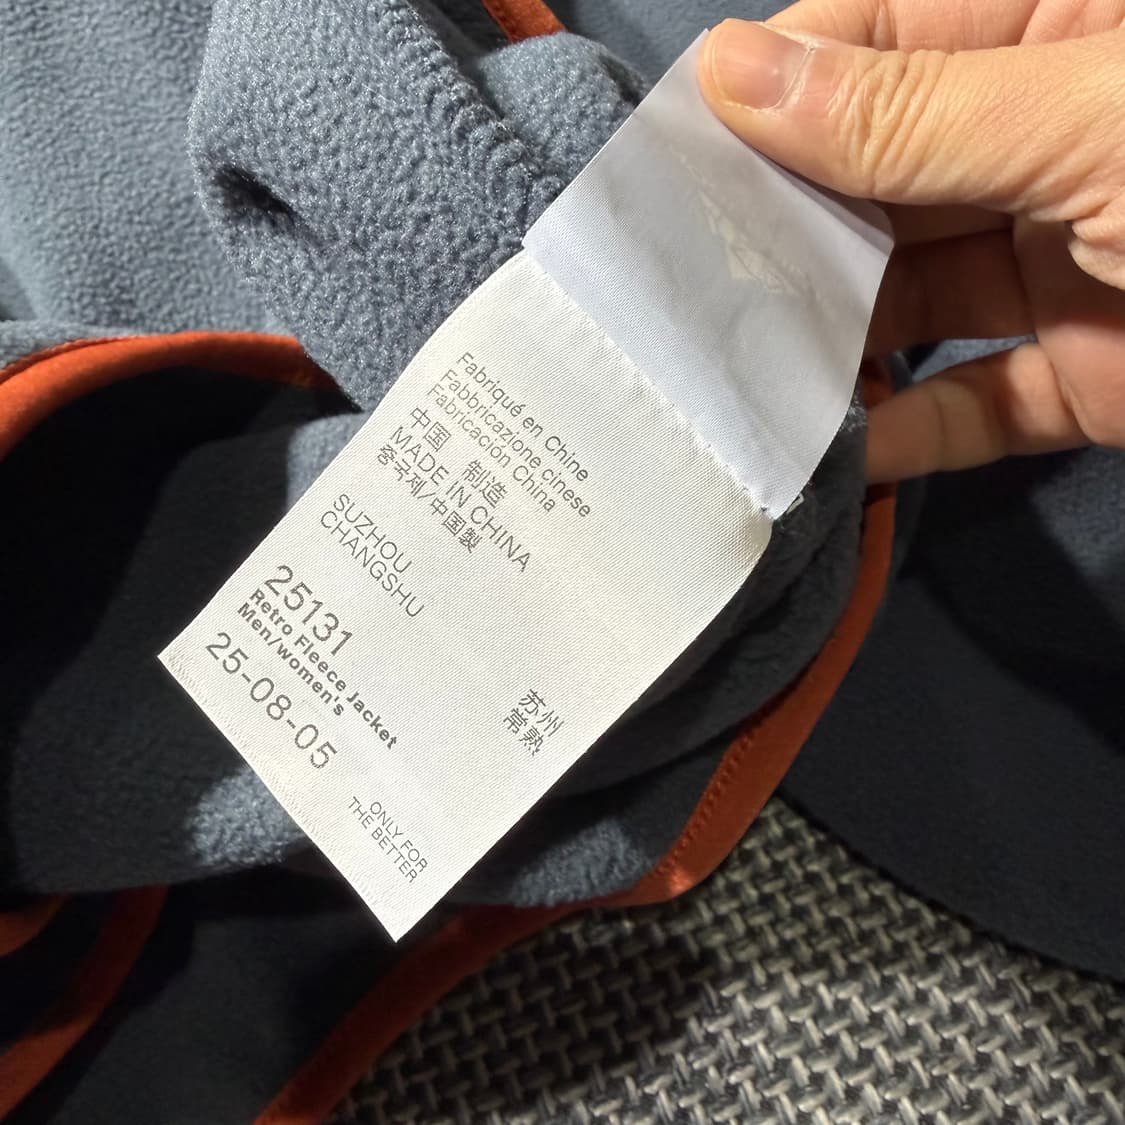 Fabriqué en Chine
Fabbricazione cinese
Fabricación China
中国 制造
MADE IN CHINA
중국제/中国製
SUZHOU
CHANGSHU
25131
Retro Fleece Jacket
Men/women's
25-08-05
苏州
常熟
ONLY FOR
THE BETTER